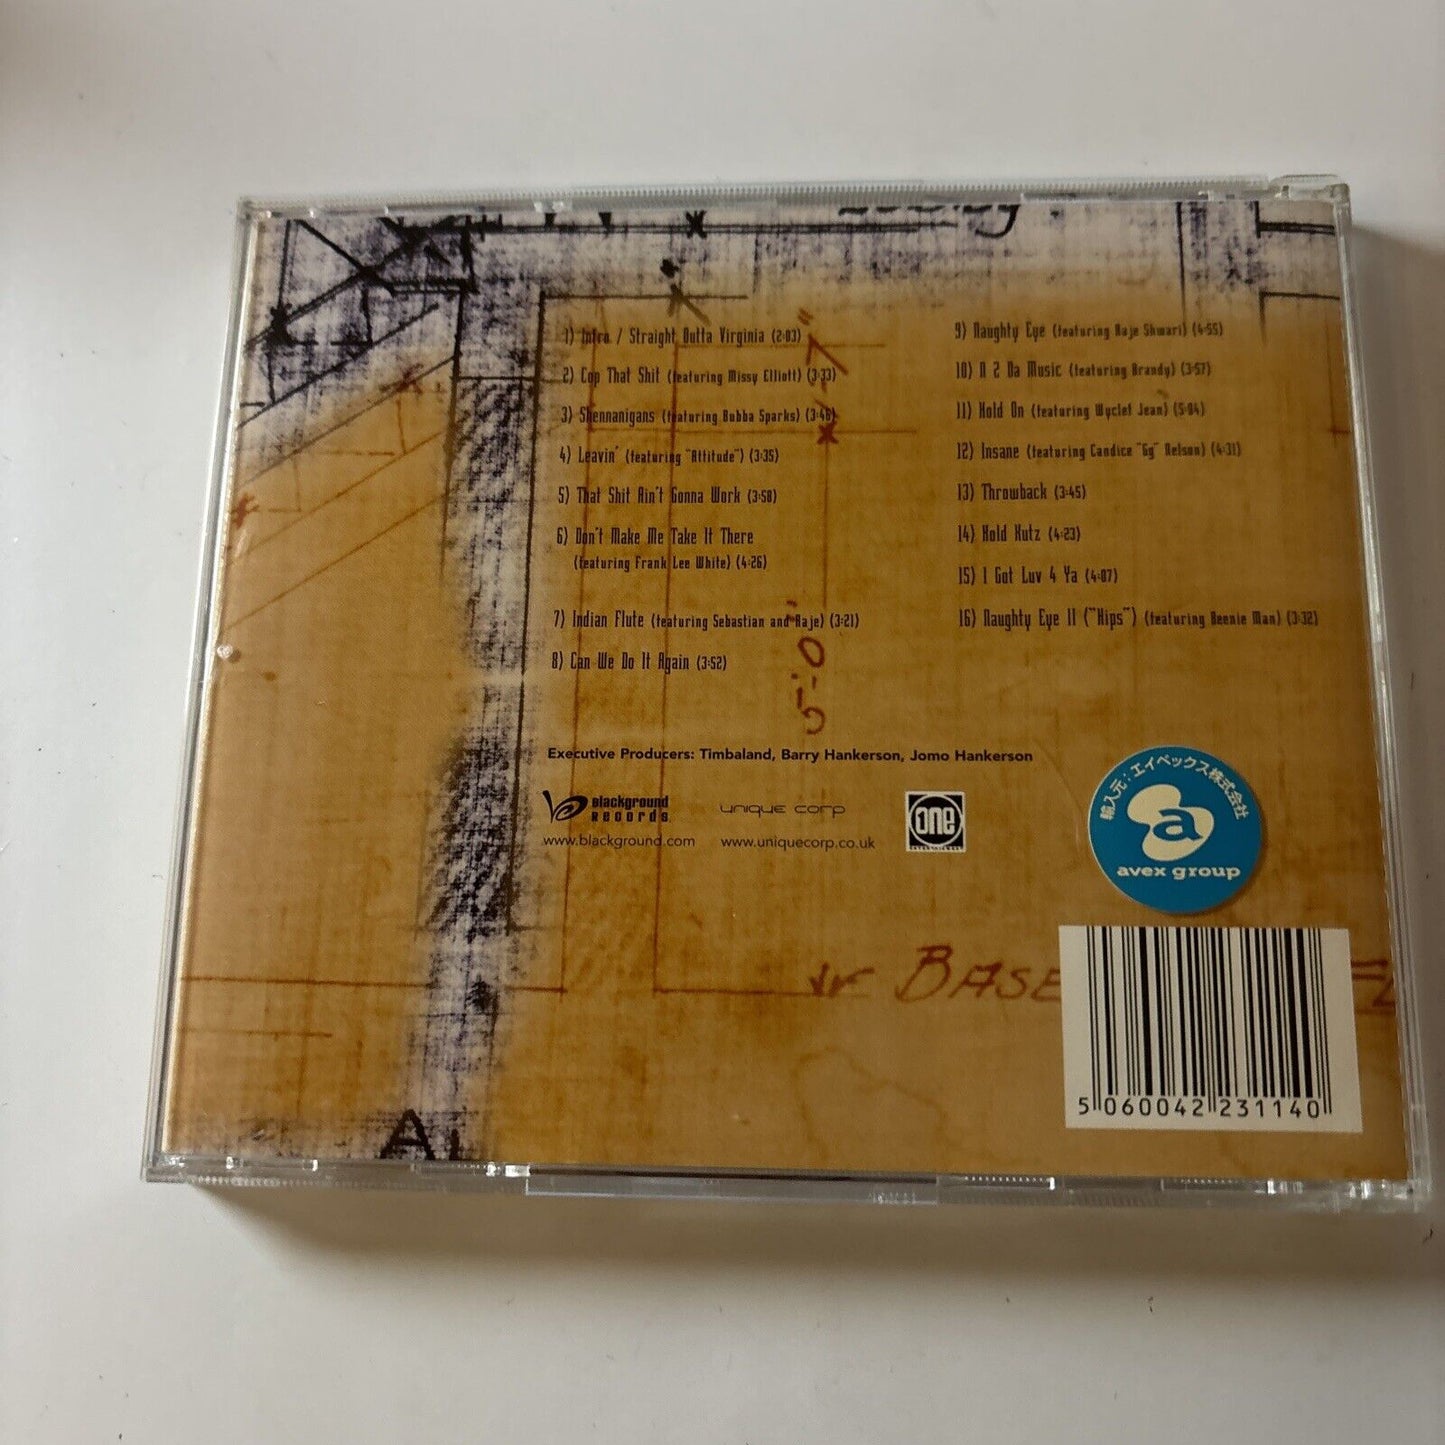 1) Intro / Straight Outta Virginia (2:03)
2) Cop That Shit (featuring Missy Elliott) (3:33)
3) Shennanigans (featuring Bubba Sparks) (3:46)
4) Leavin' (featuring "Attitude") (3:35)
5) That Shit Ain't Gonna Work (3:58)
6) Don't Make Me Take It There
(featuring Frank Lee White) (4:26)
7) Indian Flute (featuring Sebastian and Raje) (3:21)
8) Can We Do It Again (3:52)
9) Naughty Eye (featuring Raje Shwari) (4:55)
10) N 2 Da Music (featuring Brandy) (3:57)
11) Hold On (featuring Wyclef Jean) (5:04)
12) Insane (featuring Candice "Gg" Nelson) (4:31)
13) Throwback (3:45)
14) Kold Kutz (4:23)
15) I Got Luv 4 Ya (4:07)
16) Naughty Eye II ("Hips") (featuring Beenie Man) (3:32)
5'-0"
Executive Producers: Timbaland, Barry Hankerson, Jomo Hankerson
Blackground
RECORDS
unique corp
ONE
www.blackground.com
www.uniquecorp.co.uk
輸入元：エイベックス株式会社
a
avex group
BASE
5 060042 231140